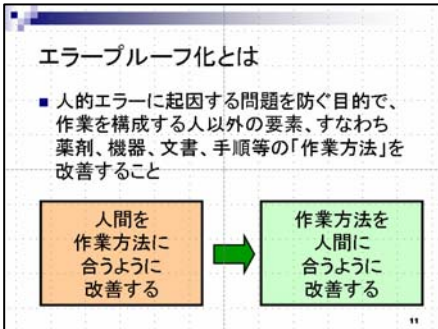 エラープルーフ化とは
人的エラーに起因する問題を防ぐ目的で、
作業を構成する人以外の要素、すなわち
薬剤、機器、文書、手順等の「作業方法」を
改善すること
人間を
作業方法に
合うように
改善する
作業方法を
人間に
合うように
改善する
11